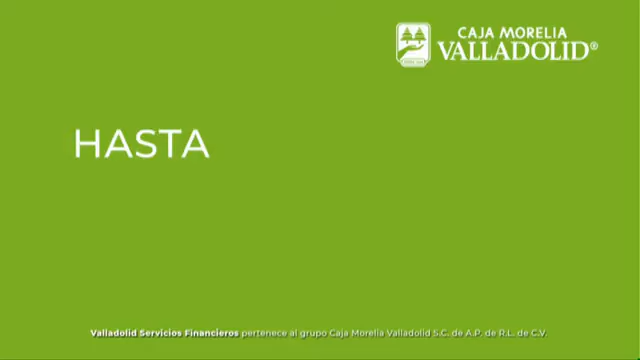 CAJA MORELIA
VALLADOLID®
HASTA
Valladolid Servicios Financieros pertenece al grupo Caja Morelia Valladolid S.C. de A.P. de R.L. de C.V.